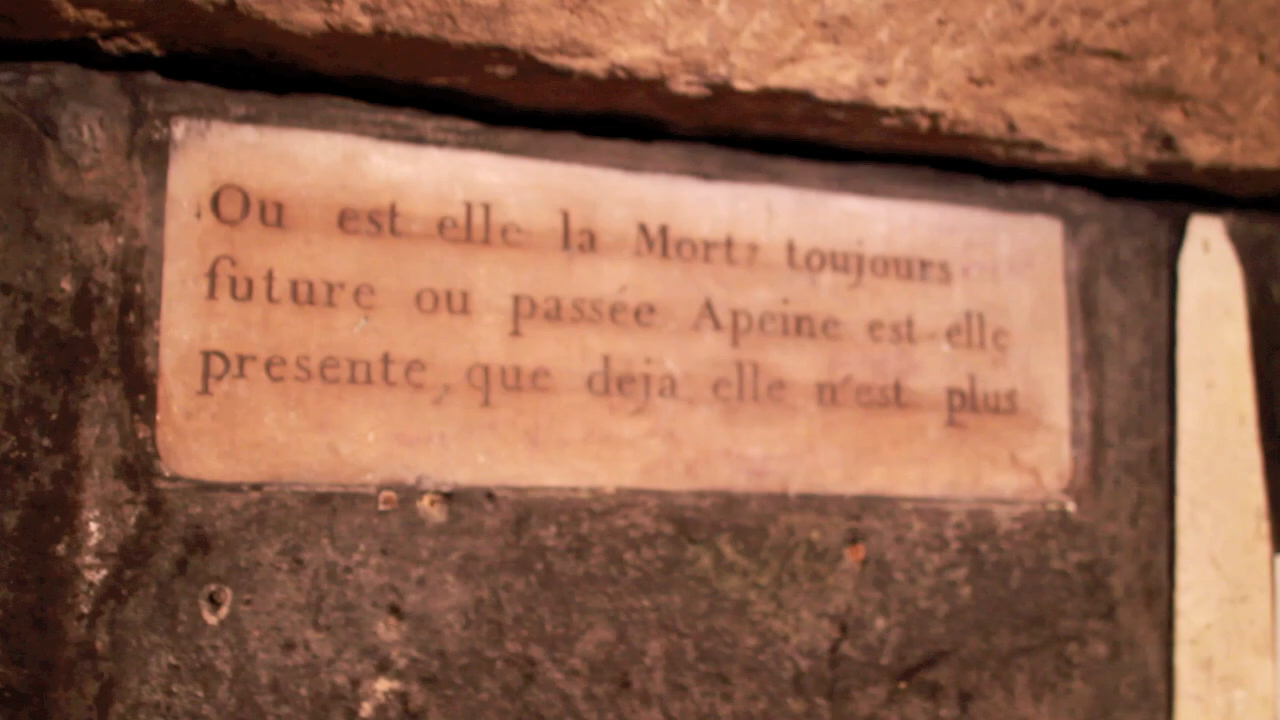 Ou est elle la Mort? toujours
future ou passée Apeine est elle
presente, que deja elle n'est plus